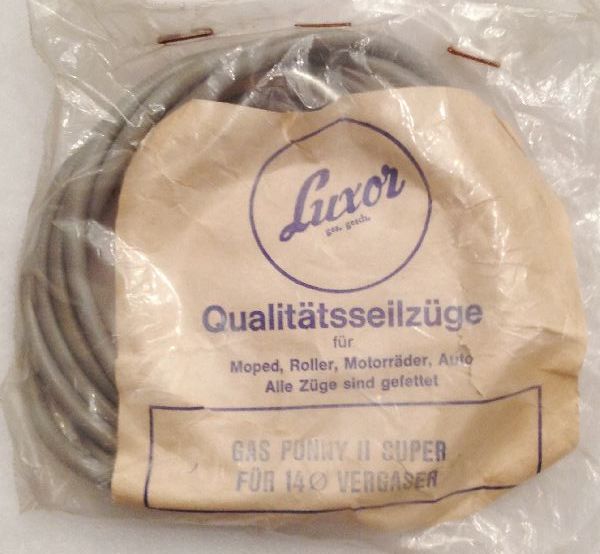 Luxor
ges. gesch.
Qualitätsseilzüge
für
Moped, Roller, Motorräder, Auto
Alle Züge sind gefettet
GAS PONNY II SUPER
FÜR 14Ø VERGASER